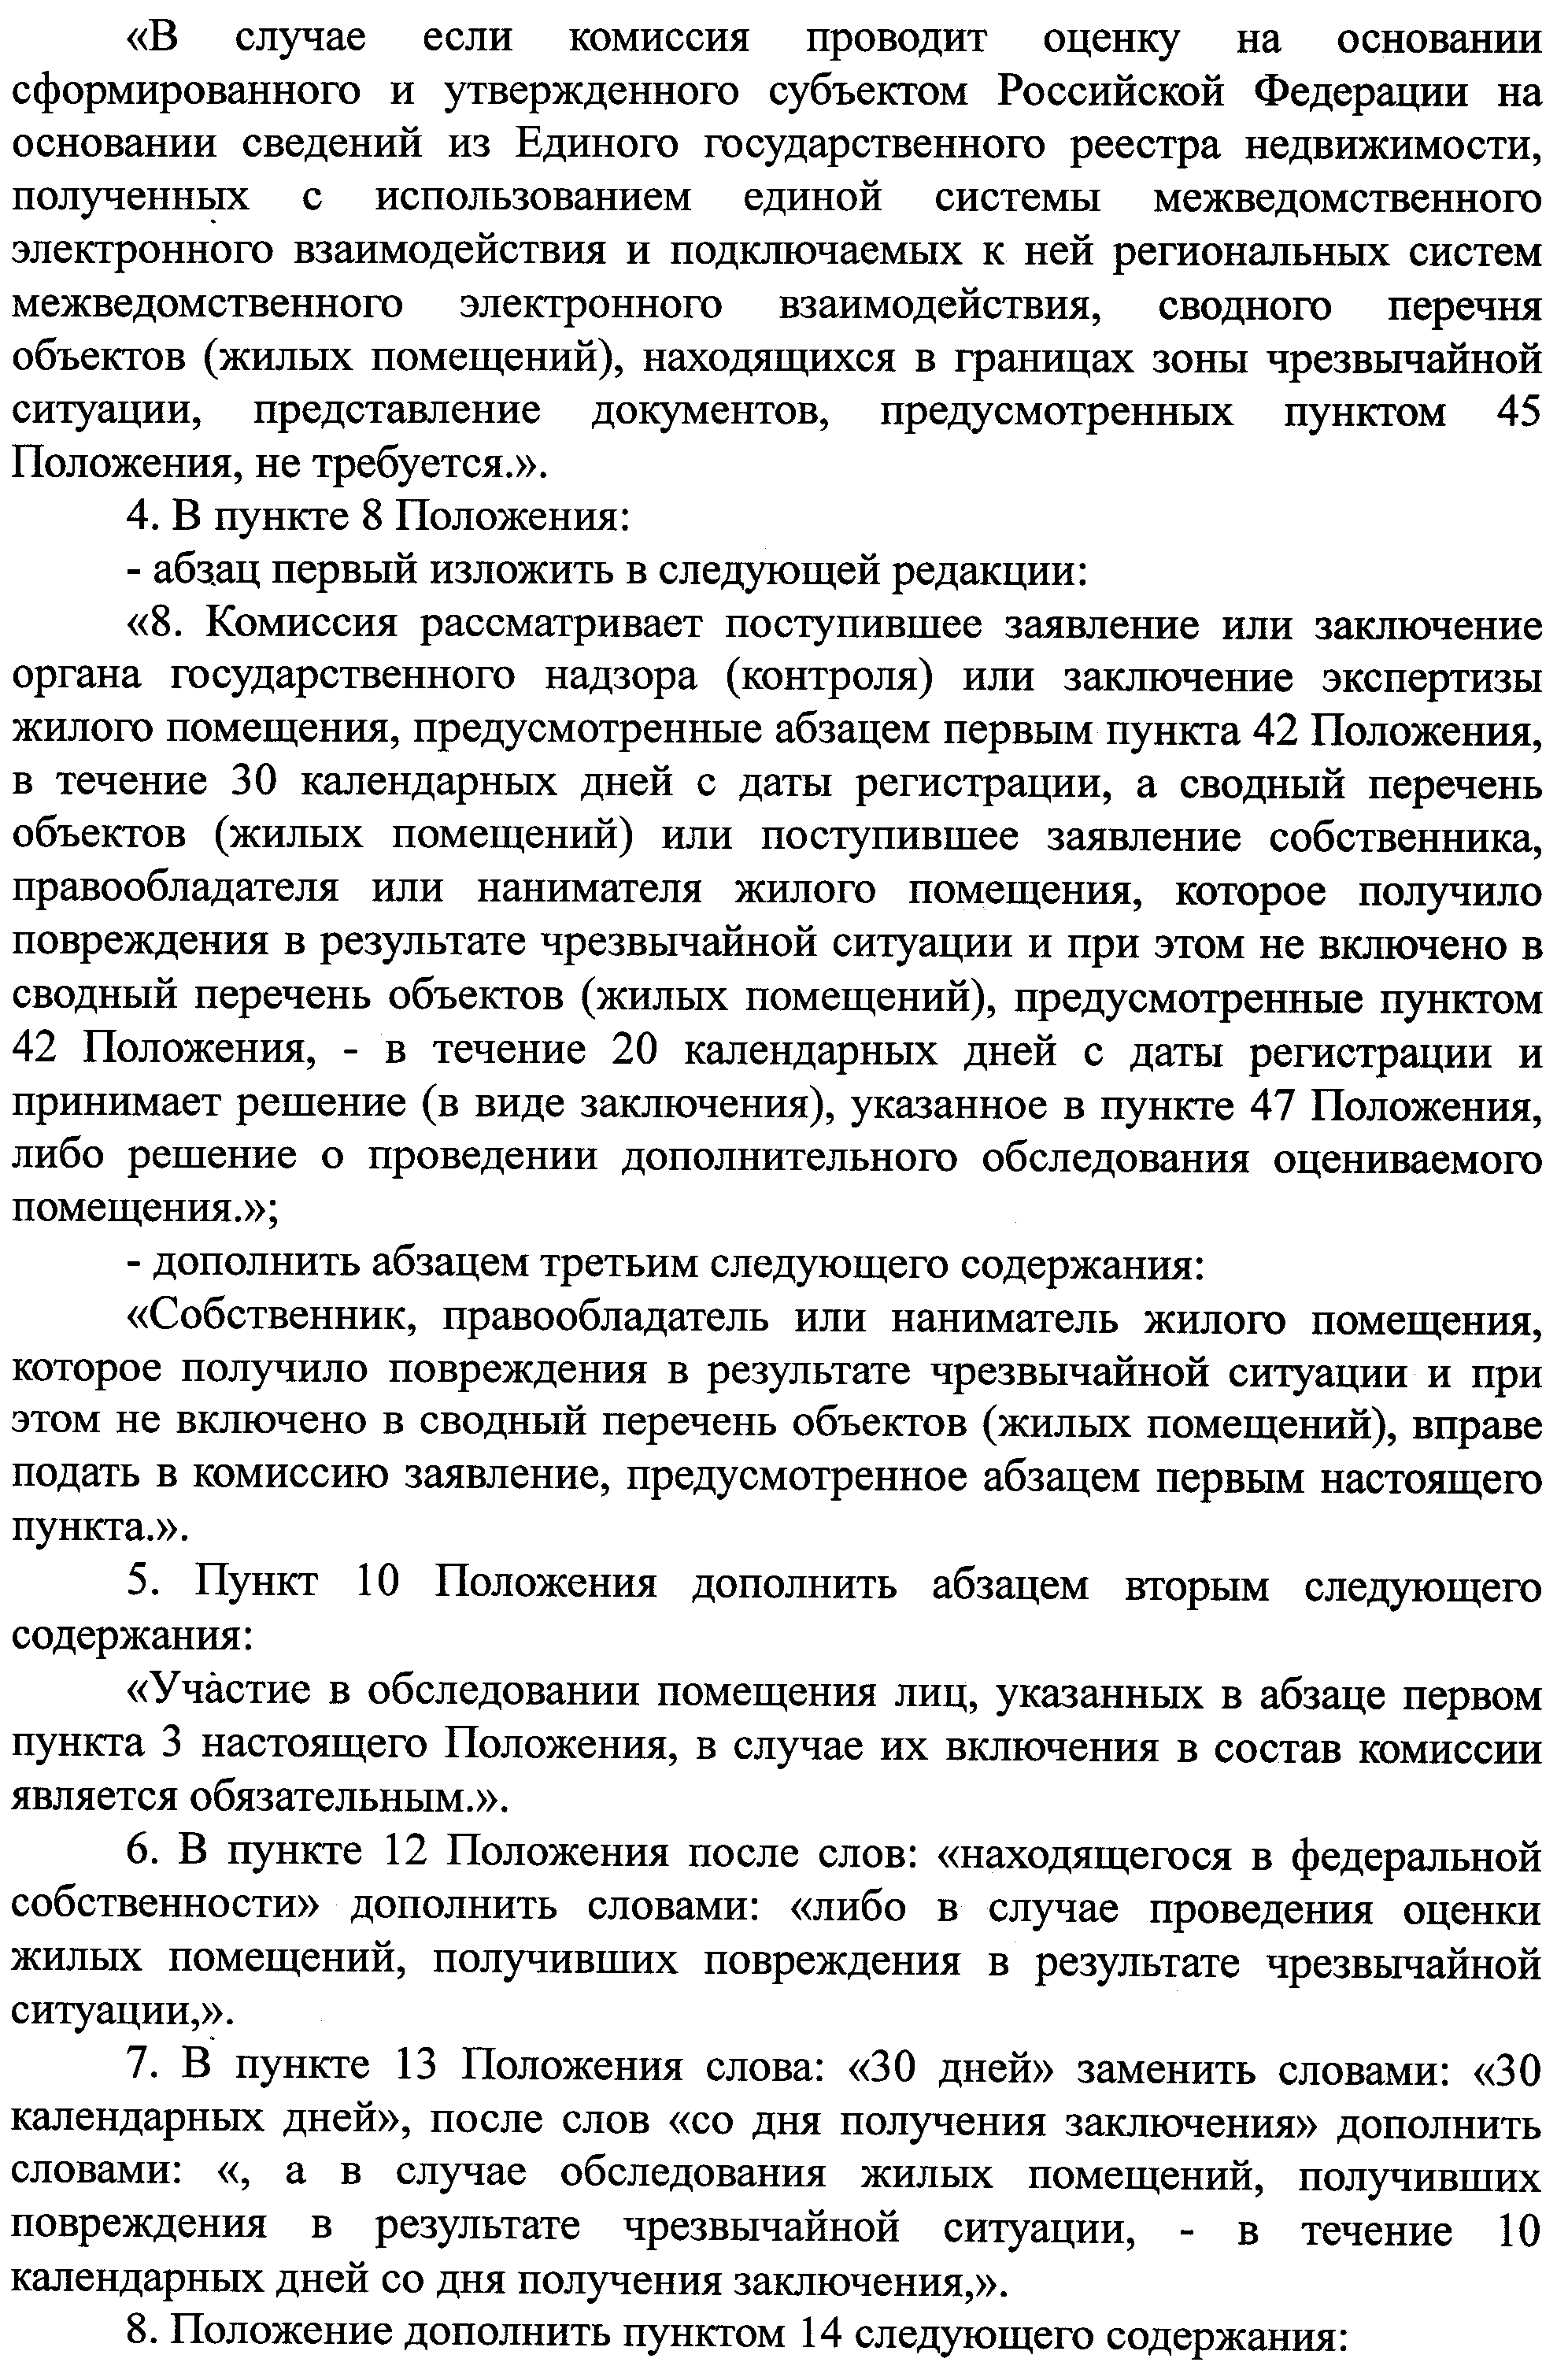 «В случае если комиссия проводит оценку на основании
сформированного и утвержденного субъектом Российской Федерации на
основании сведений из Единого государственного реестра недвижимости,
полученных с использованием единой системы межведомственного
электронного взаимодействия и подключаемых к ней региональных систем
межведомственного электронного взаимодействия, сводного перечня
объектов (жилых помещений), находящихся в границах зоны чрезвычайной
ситуации, представление документов, предусмотренных пунктом 45
Положения, не требуется.».
4. В пункте 8 Положения:
- абзац первый изложить в следующей редакции:
«8. Комиссия рассматривает поступившее заявление или заключение
органа государственного надзора (контроля) или заключение экспертизы
жилого помещения, предусмотренные абзацем первым пункта 42 Положения,
в течение 30 календарных дней с даты регистрации, а сводный перечень
объектов (жилых помещений) или поступившее заявление собственника,
правообладателя или нанимателя жилого помещения, которое получило
повреждения в результате чрезвычайной ситуации и при этом не включено в
сводный перечень объектов (жилых помещений), предусмотренные пунктом
42 Положения, - в течение 20 календарных дней с даты регистрации и
принимает решение (в виде заключения), указанное в пункте 47 Положения,
либо решение о проведении дополнительного обследования оцениваемого
помещения.»;
- дополнить абзацем третьим следующего содержания:
«Собственник, правообладатель или наниматель жилого помещения,
которое получило повреждения в результате чрезвычайной ситуации и при
этом не включено в сводный перечень объектов (жилых помещений), вправе
подать в комиссию заявление, предусмотренное абзацем первым настоящего
пункта.».
5. Пункт 10 Положения дополнить абзацем вторым следующего
содержания:
«Участие в обследовании помещения лиц, указанных в абзаце первом
пункта 3 настоящего Положения, в случае их включения в состав комиссии
является обязательным.».
6. В пункте 12 Положения после слов: «находящегося в федеральной
собственности» дополнить словами: «либо в случае проведения оценки
жилых помещений, получивших повреждения в результате чрезвычайной
ситуации,».
7. В пункте 13 Положения слова: «30 дней» заменить словами: «30
календарных дней», после слов «со дня получения заключения» дополнить
словами: «, а в случае обследования жилых помещений, получивших
повреждения в результате чрезвычайной ситуации, - в течение 10
календарных дней со дня получения заключения,».
8. Положение дополнить пунктом 14 следующего содержания: